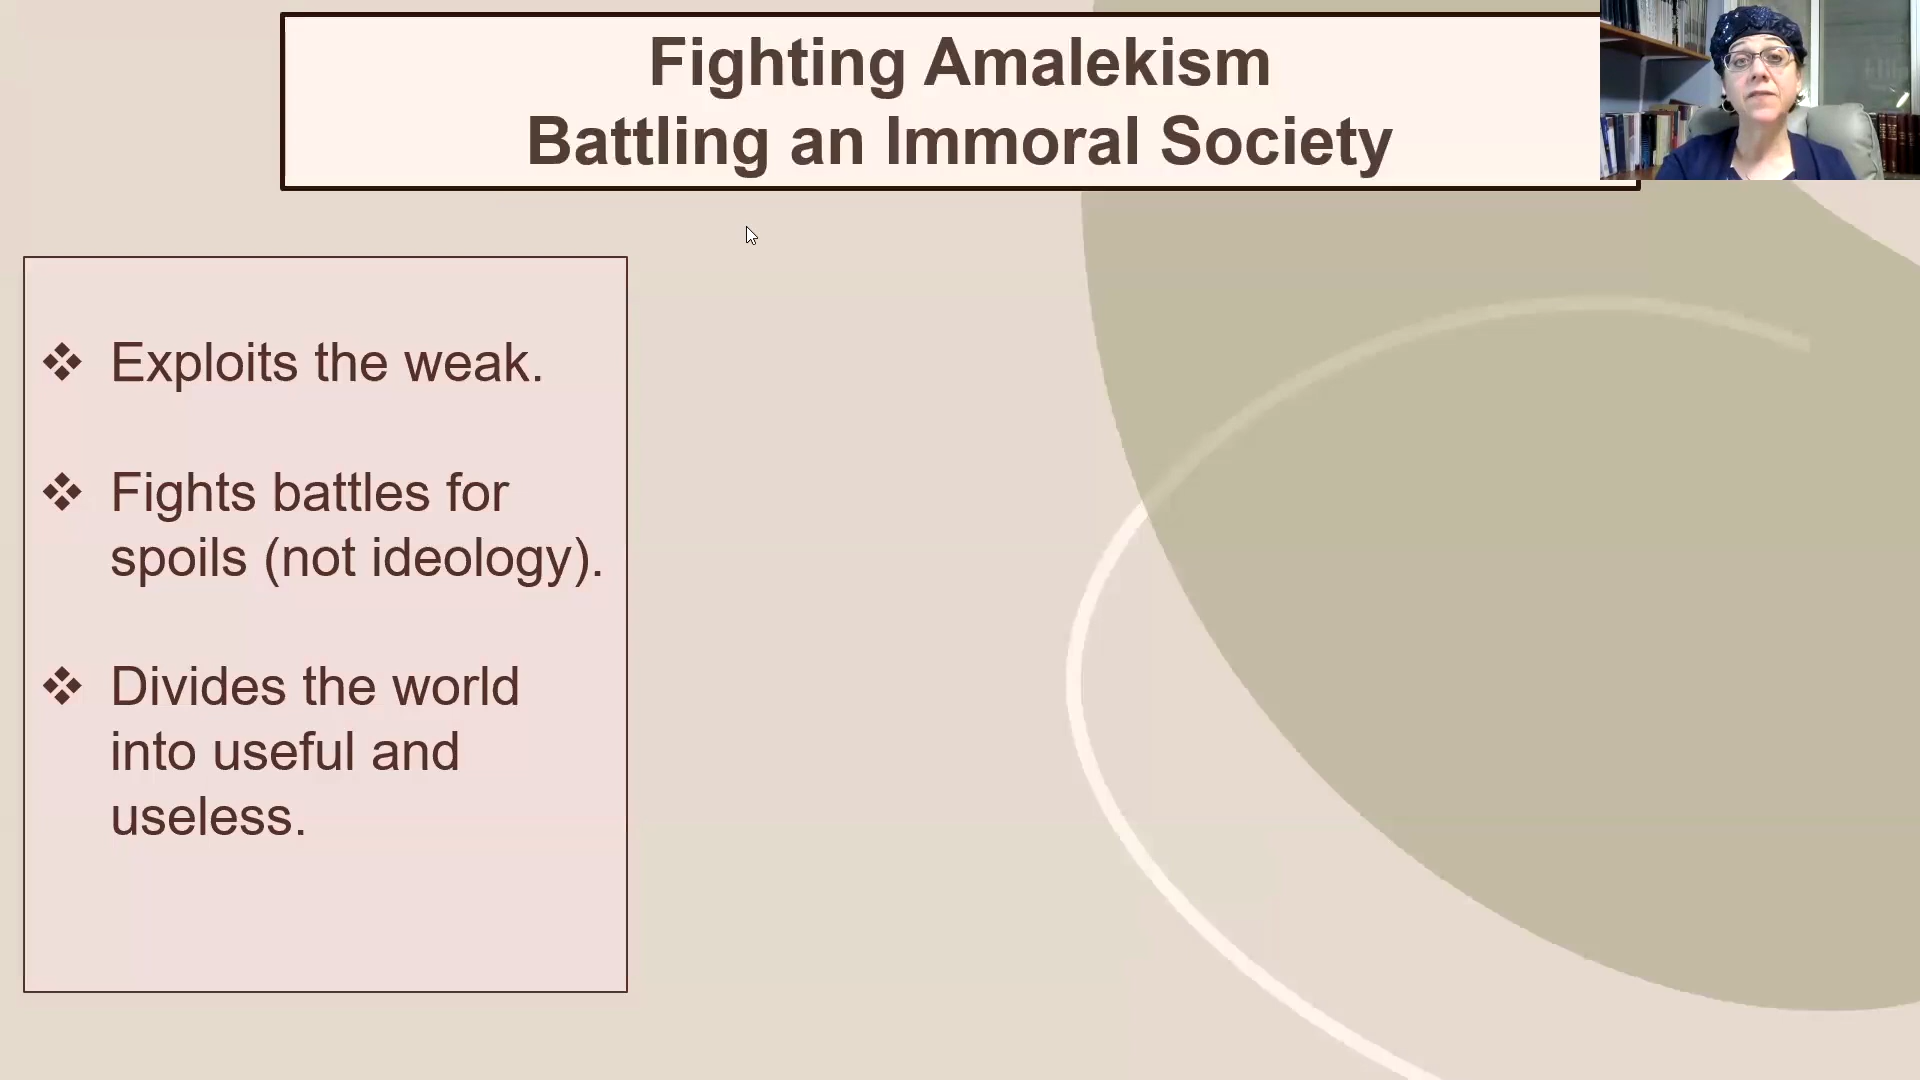 Fighting Amalekism
Battling an Immoral Society
❖ Exploits the weak.
❖ Fights battles for
spoils (not ideology).
❖ Divides the world
into useful and
useless.